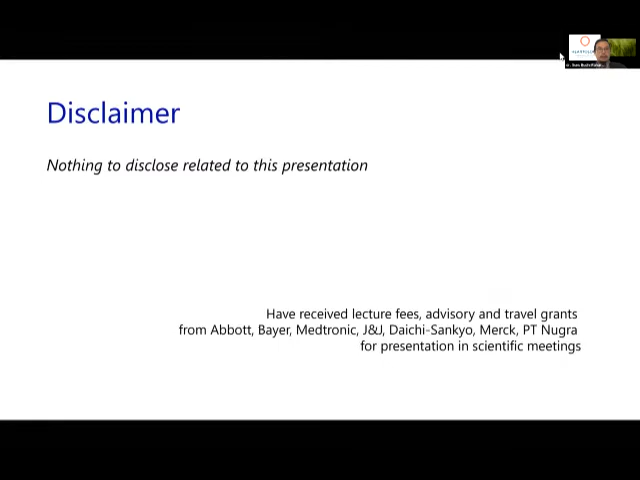 Disclaimer
Nothing to disclose related to this presentation
Have received lecture fees, advisory and travel grants
from Abbott, Bayer, Medtronic, J&J, Daichi-Sankyo, Merck, PT Nugra
for presentation in scientific meetings